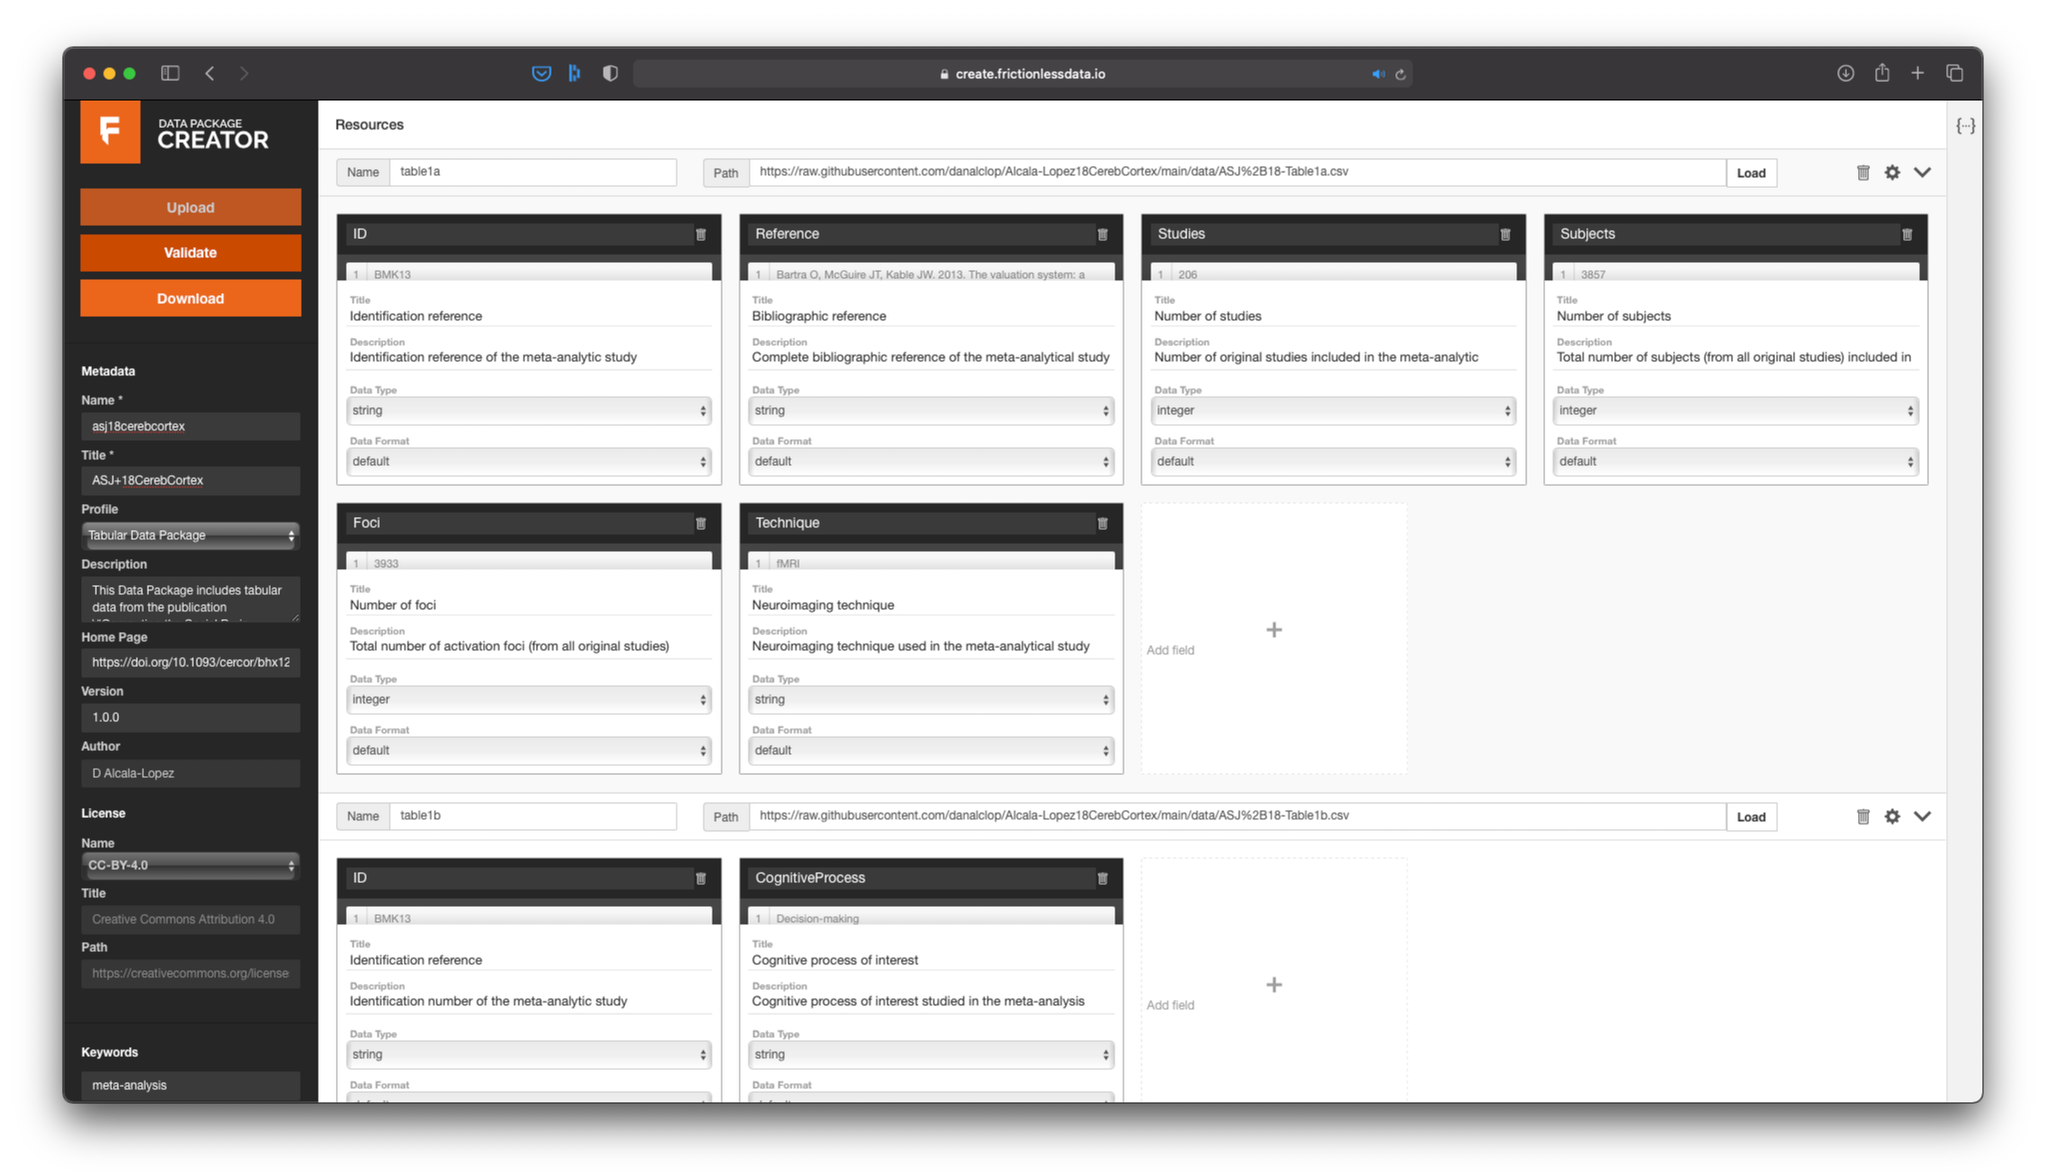 create.frictionlessdata.io
DATA PACKAGE
CREATOR
Upload
Validate
Download
Metadata
Name *
asj18cerebcortex
Title *
ASJ+18CerebCortex
Profile
Tabular Data Package
Description
This Data Package includes tabular
data from the publication
Home Page
https://doi.org/10.1093/cercor/bhx12
Version
1.0.0
Author
D Alcala-Lopez
License
Name
CC-BY-4.0
Title
Creative Commons Attribution 4.0
Path
https://creativecommons.org/license
Keywords
meta-analysis
Resources
{···}
Name table1a Path https://raw.githubusercontent.com/danalclop/Alcala-Lopez18CerebCortex/main/data/ASJ%2B18-Table1a.csv Load
ID
1 BMK13
Title
Identification reference
Description
Identification reference of the meta-analytic study
Data Type
string
Data Format
default
Reference
1 Bartra O, McGuire JT, Kable JW. 2013. The valuation system: a
Title
Bibliographic reference
Description
Complete bibliographic reference of the meta-analytical study
Data Type
string
Data Format
default
Studies
1 206
Title
Number of studies
Description
Number of original studies included in the meta-analytic
Data Type
integer
Data Format
default
Subjects
1 3857
Title
Number of subjects
Description
Total number of subjects (from all original studies) included in
Data Type
integer
Data Format
default
Foci
1 3933
Title
Number of foci
Description
Total number of activation foci (from all original studies)
Data Type
integer
Data Format
default
Technique
1 fMRI
Title
Neuroimaging technique
Description
Neuroimaging technique used in the meta-analytical study
Data Type
string
Data Format
default
+
Add field
Name table1b Path https://raw.githubusercontent.com/danalclop/Alcala-Lopez18CerebCortex/main/data/ASJ%2B18-Table1b.csv Load
ID
1 BMK13
Title
Identification reference
Description
Identification number of the meta-analytic study
Data Type
string
Data Format
CognitiveProcess
1 Decision-making
Title
Cognitive process of interest
Description
Cognitive process of interest studied in the meta-analysis
Data Type
string
Data Format
+
Add field